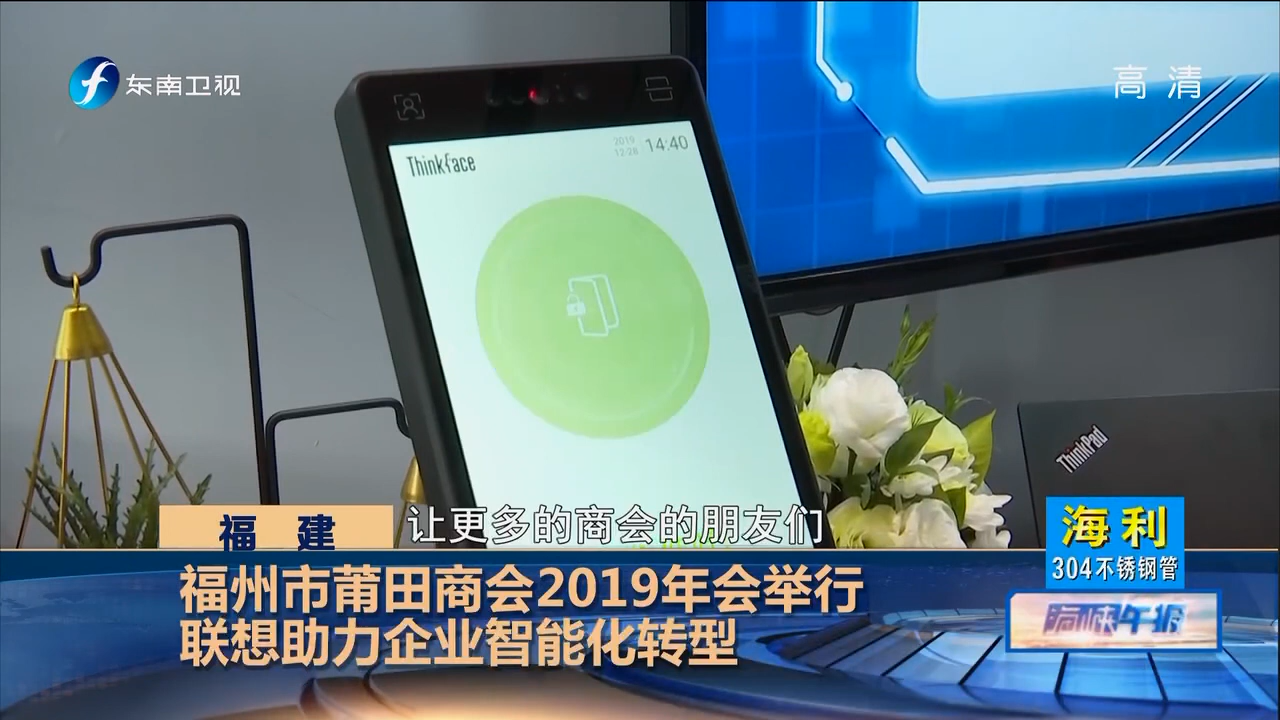 东南卫视
高清
Thinkface
2019
12:28
14:40
ThinkPad
让更多的商会的朋友们
福建
福州市莆田商会2019年会举行
联想助力企业智能化转型
海利
304不锈钢管
午报